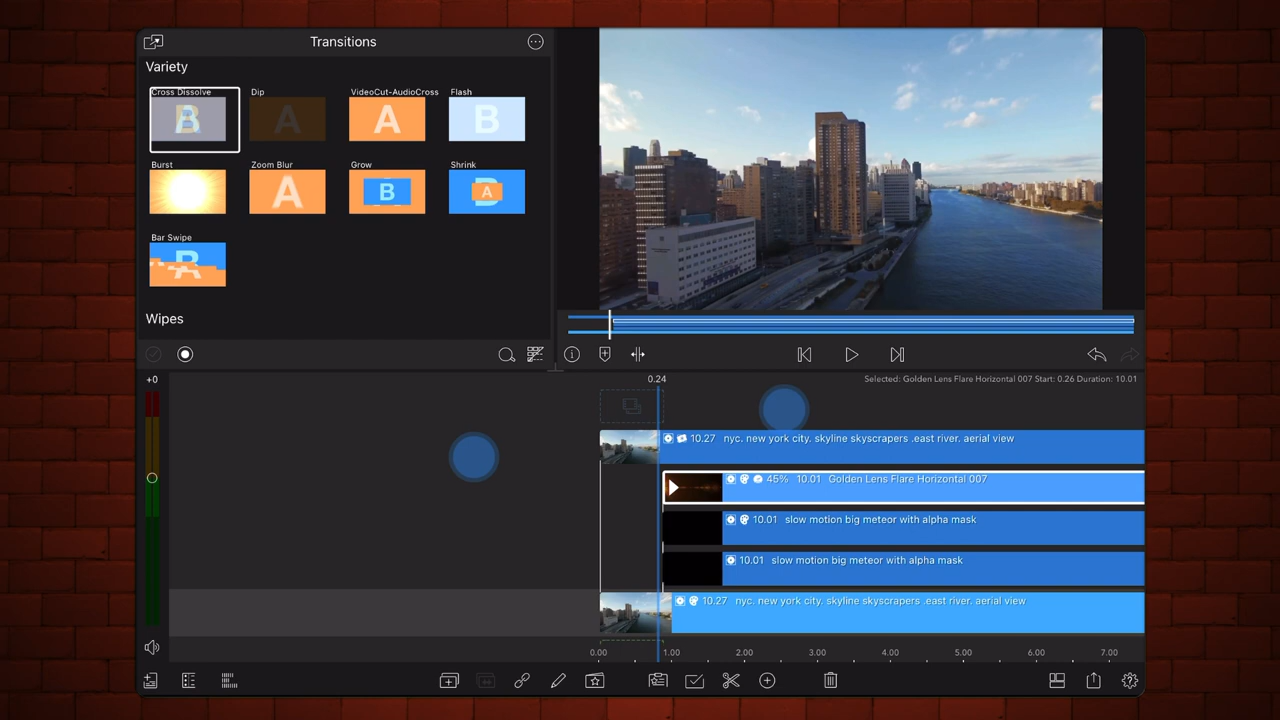 Transitions
Variety
Cross Dissolve
Dip
VideoCut-AudioCross
Flash
B
A
A
B
Burst
Zoom Blur
Grow
Shrink
A
B
A
Bar Swipe
B
A
Wipes
+0
0.24
Selected: Golden Lens Flare Horizontal 007 Start: 0.26 Duration: 10.01
10.27 nyc. new york city. skyline skyscrapers .east river. aerial view
45% 10.01 Golden Lens Flare Horizontal 007
10.01 slow motion big meteor with alpha mask
10.01 slow motion big meteor with alpha mask
10.27 nyc. new york city. skyline skyscrapers .east river. aerial view
0.00 1.00 2.00 3.00 4.00 5.00 6.00 7.00